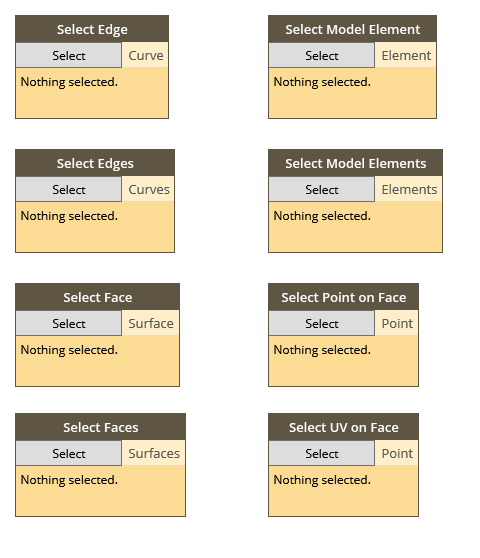 Select Edge
Select Curve
Nothing selected.
Select Model Element
Select Element
Nothing selected.
Select Edges
Select Curves
Nothing selected.
Select Model Elements
Select Elements
Nothing selected.
Select Face
Select Surface
Nothing selected.
Select Point on Face
Select Point
Nothing selected.
Select Faces
Select Surfaces
Nothing selected.
Select UV on Face
Select Point
Nothing selected.